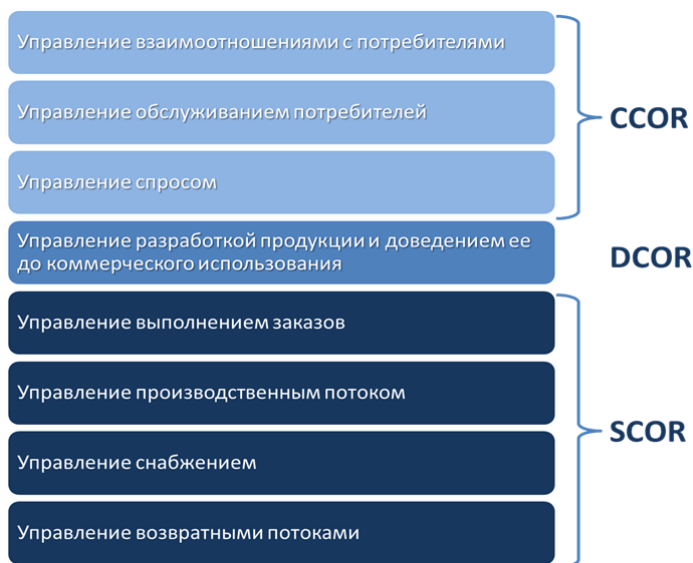 Управление взаимоотношениями с потребителями
Управление обслуживанием потребителей
CCOR
Управление спросом
Управление разработкой продукции и доведением ее
до коммерческого использования
DCOR
Управление выполнением заказов
Управление производственным потоком
SCOR
Управление снабжением
Управление возвратными потоками